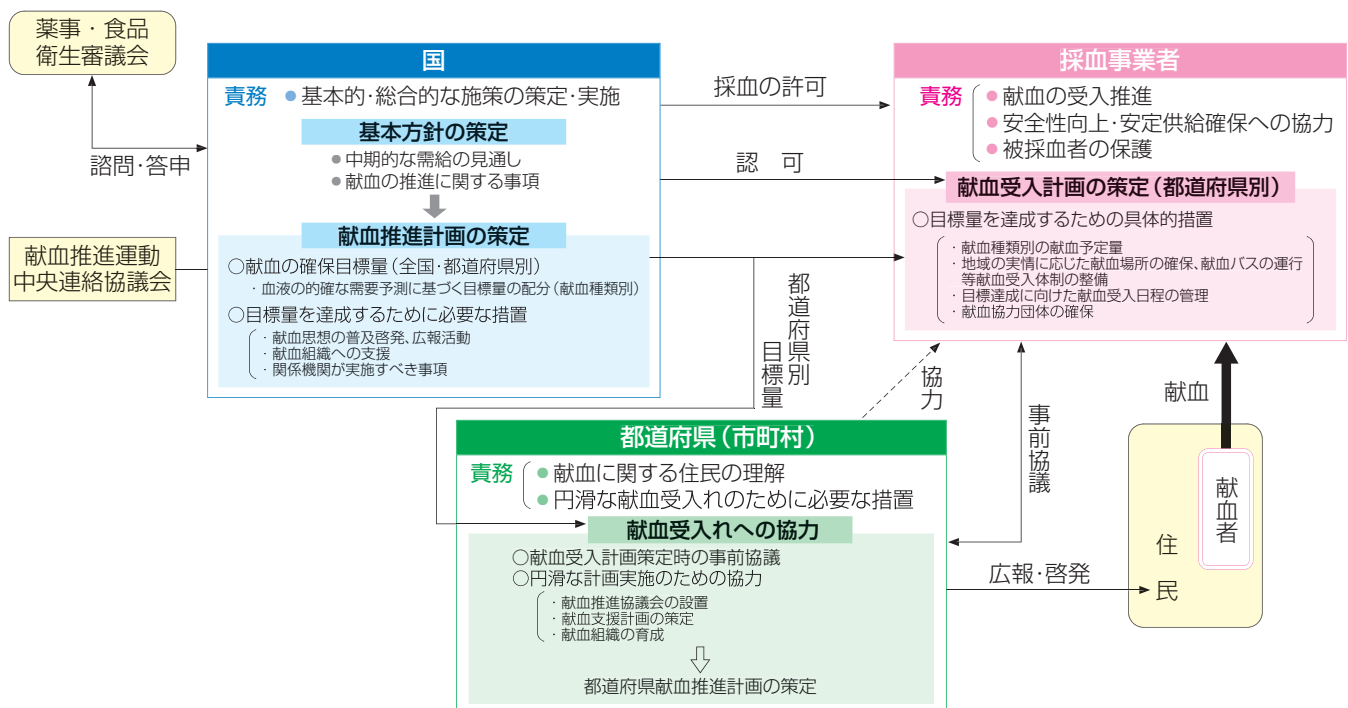 薬事・食品
衛生審議会
諮問・答申
献血推進運動
中央連絡協議会
国
責務 ●基本的・総合的な施策の策定・実施
基本方針の策定
●中期的な需給の見通し
●献血の推進に関する事項
献血推進計画の策定
○献血の確保目標量(全国・都道府県別)
・血液の的確な需要予測に基づく目標量の配分(献血種類別)
○目標量を達成するために必要な措置
・献血思想の普及啓発、広報活動
・献血組織への支援
・関係機関が実施すべき事項
採血の許可
認 可
都道府県別
目標量
採血事業者
責務 ●献血の受入推進
●安全性向上・安定供給確保への協力
●被採血者の保護
献血受入計画の策定(都道府県別)
○目標量を達成するための具体的措置
・献血種類別の献血予定量
・地域の実情に応じた献血場所の確保、献血バスの運行
等献血受入体制の整備
・目標達成に向けた献血受入日程の管理
・献血協力団体の確保
協力
事前協議
献血
都道府県(市町村)
責務 ●献血に関する住民の理解
●円滑な献血受入れのために必要な措置
献血受入れへの協力
○献血受入計画策定時の事前協議
○円滑な計画実施のための協力
・献血推進協議会の設置
・献血支援計画の策定
・献血組織の育成
都道府県献血推進計画の策定
広報・啓発
住民
献血者